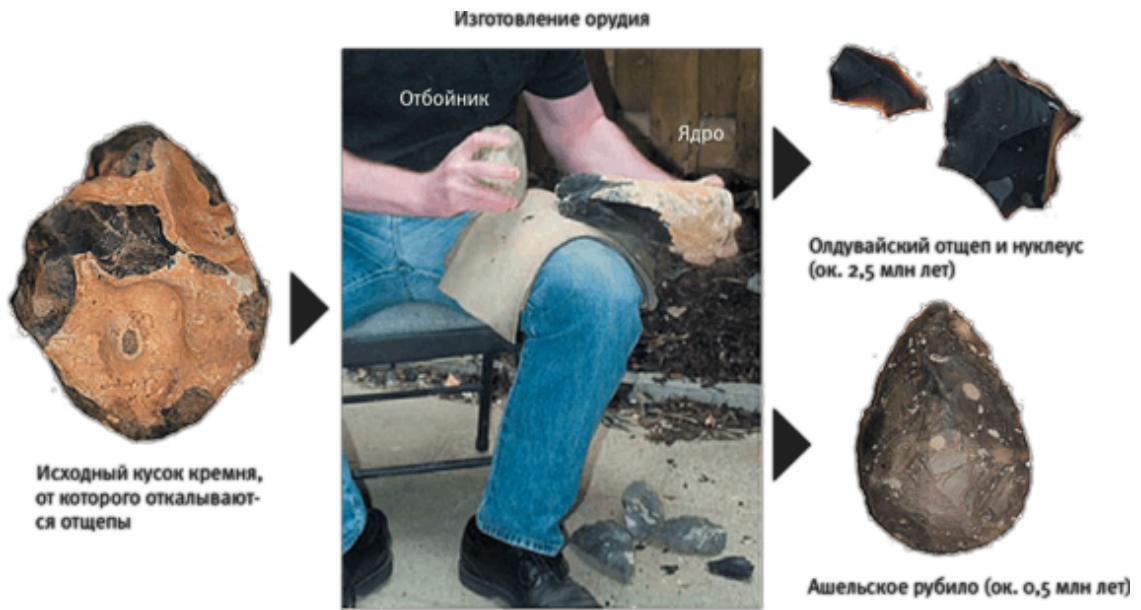 Изготовление орудия
Отбойник
Ядро
Исходный кусок кремня,
от которого откалывают-
ся отщепы
Олдувайский отщеп и нуклеус
(ок. 2,5 млн лет)
Ашельское рубило (ок. 0,5 млн лет)